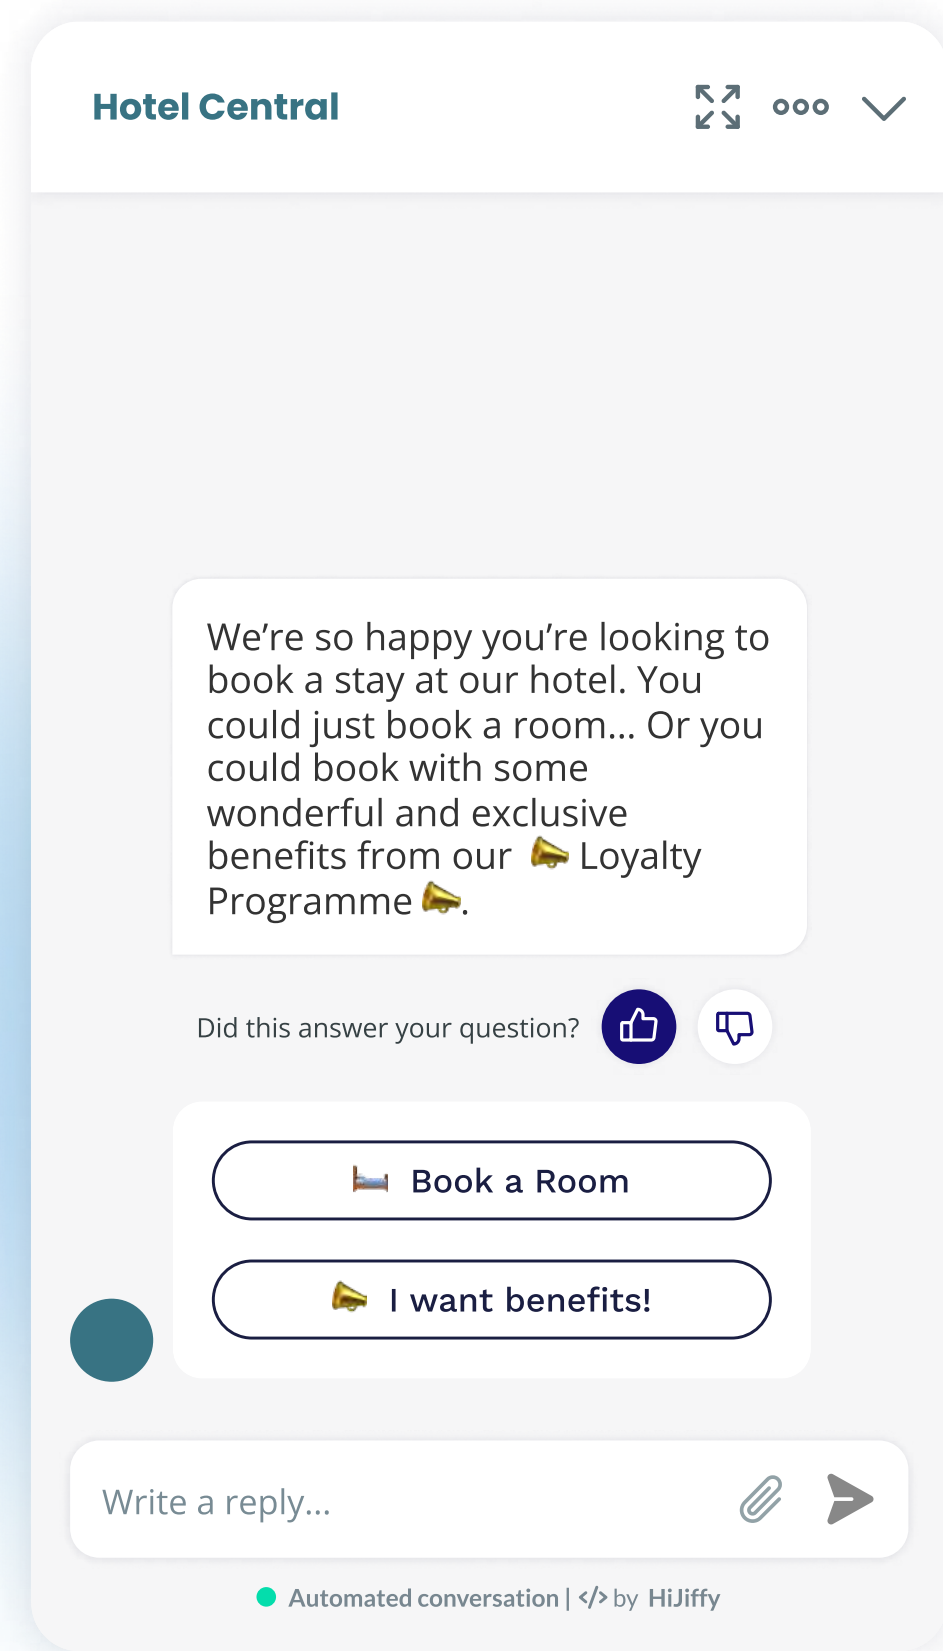 Hotel Central
We’re so happy you’re looking to
book a stay at our hotel. You
could just book a room... Or you
could book with some
wonderful and exclusive
benefits from our 📣 Loyalty
Programme 📣.
Did this answer your question?
🛏️ Book a Room
📣 I want benefits!
Write a reply...
Automated conversation | </> by HiJiffy